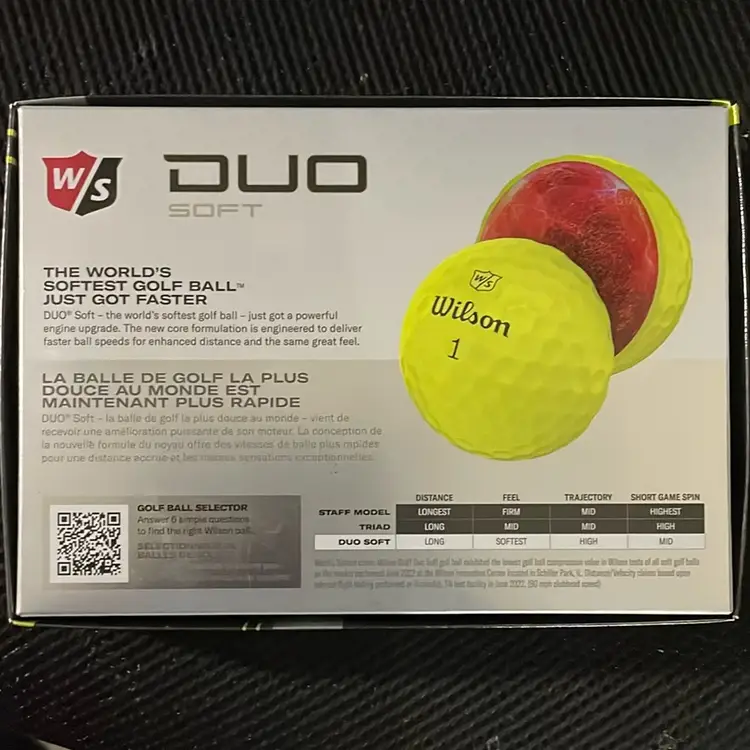 W/S
DUO
SOFT
THE WORLD'S
SOFTEST GOLF BALL™
JUST GOT FASTER
DUO® Soft – the world's softest golf ball – just got a powerful
engine upgrade. The new core formulation is engineered to deliver
faster ball speeds for enhanced distance and the same great feel.
LA BALLE DE GOLF LA PLUS
DOUCE AU MONDE EST
MAINTENANT PLUS RAPIDE
DUO® Soft – la balle de golf la plus douce au monde – vient de
recevoir une amélioration puissante de son moteur. La conception de
la nouvelle formule du noyau offre des vitesses de balle plus rapides
pour une distance accrue et les mêmes sensations exceptionnelles.
W/S
Wilson
1
GOLF BALL SELECTOR
Answer 6 simple questions
to find the right Wilson ball.
DISTANCE FEEL TRAJECTORY SHORT GAME SPIN
STAFF MODEL LONGEST FIRM MID HIGHEST
TRIAD LONG MID MID HIGH
DUO SOFT LONG SOFTEST HIGH MID